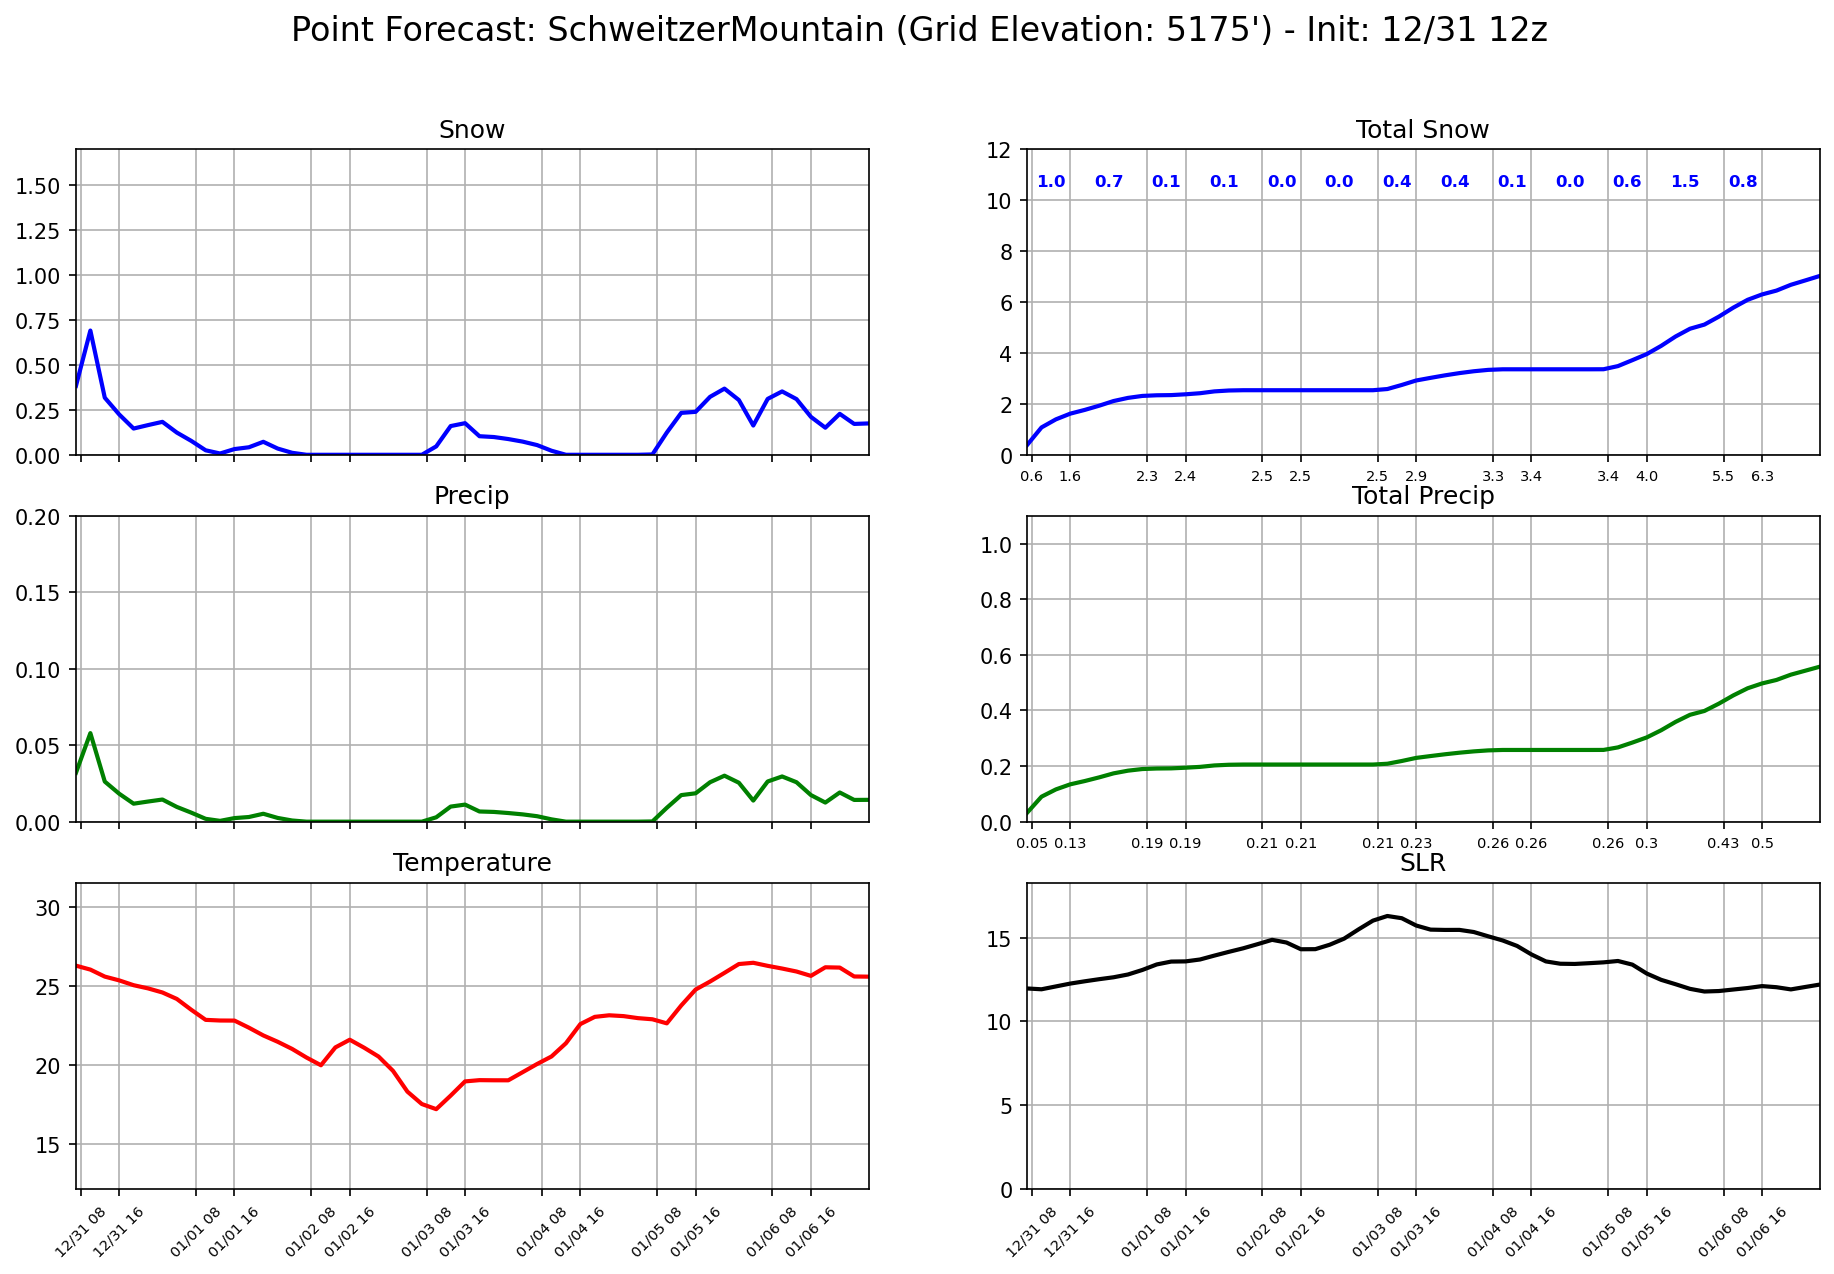 Point Forecast: SchweitzerMountain (Grid Elevation: 5175') - Init: 12/31 12z
Snow
1.50
1.25
1.00
0.75
0.50
0.25
0.00
Total Snow
12
10
8
6
4
2
0
1.0 0.7 0.1 0.1 0.0 0.0 0.4 0.4 0.1 0.0 0.6 1.5 0.8
0.6 1.6 2.3 2.4 2.5 2.5 2.5 2.9 3.3 3.4 3.4 4.0 5.5 6.3
Precip
0.20
0.15
0.10
0.05
0.00
Total Precip
1.0
0.8
0.6
0.4
0.2
0.0
0.05 0.13 0.19 0.19 0.21 0.21 0.21 0.23 0.26 0.26 0.26 0.3 0.43 0.5
Temperature
30
25
20
15
12/31 08 12/31 16 01/01 08 01/01 16 01/02 08 01/02 16 01/03 08 01/03 16 01/04 08 01/04 16 01/05 08 01/05 16 01/06 08 01/06 16
SLR
15
10
5
0
12/31 08 12/31 16 01/01 08 01/01 16 01/02 08 01/02 16 01/03 08 01/03 16 01/04 08 01/04 16 01/05 08 01/05 16 01/06 08 01/06 16